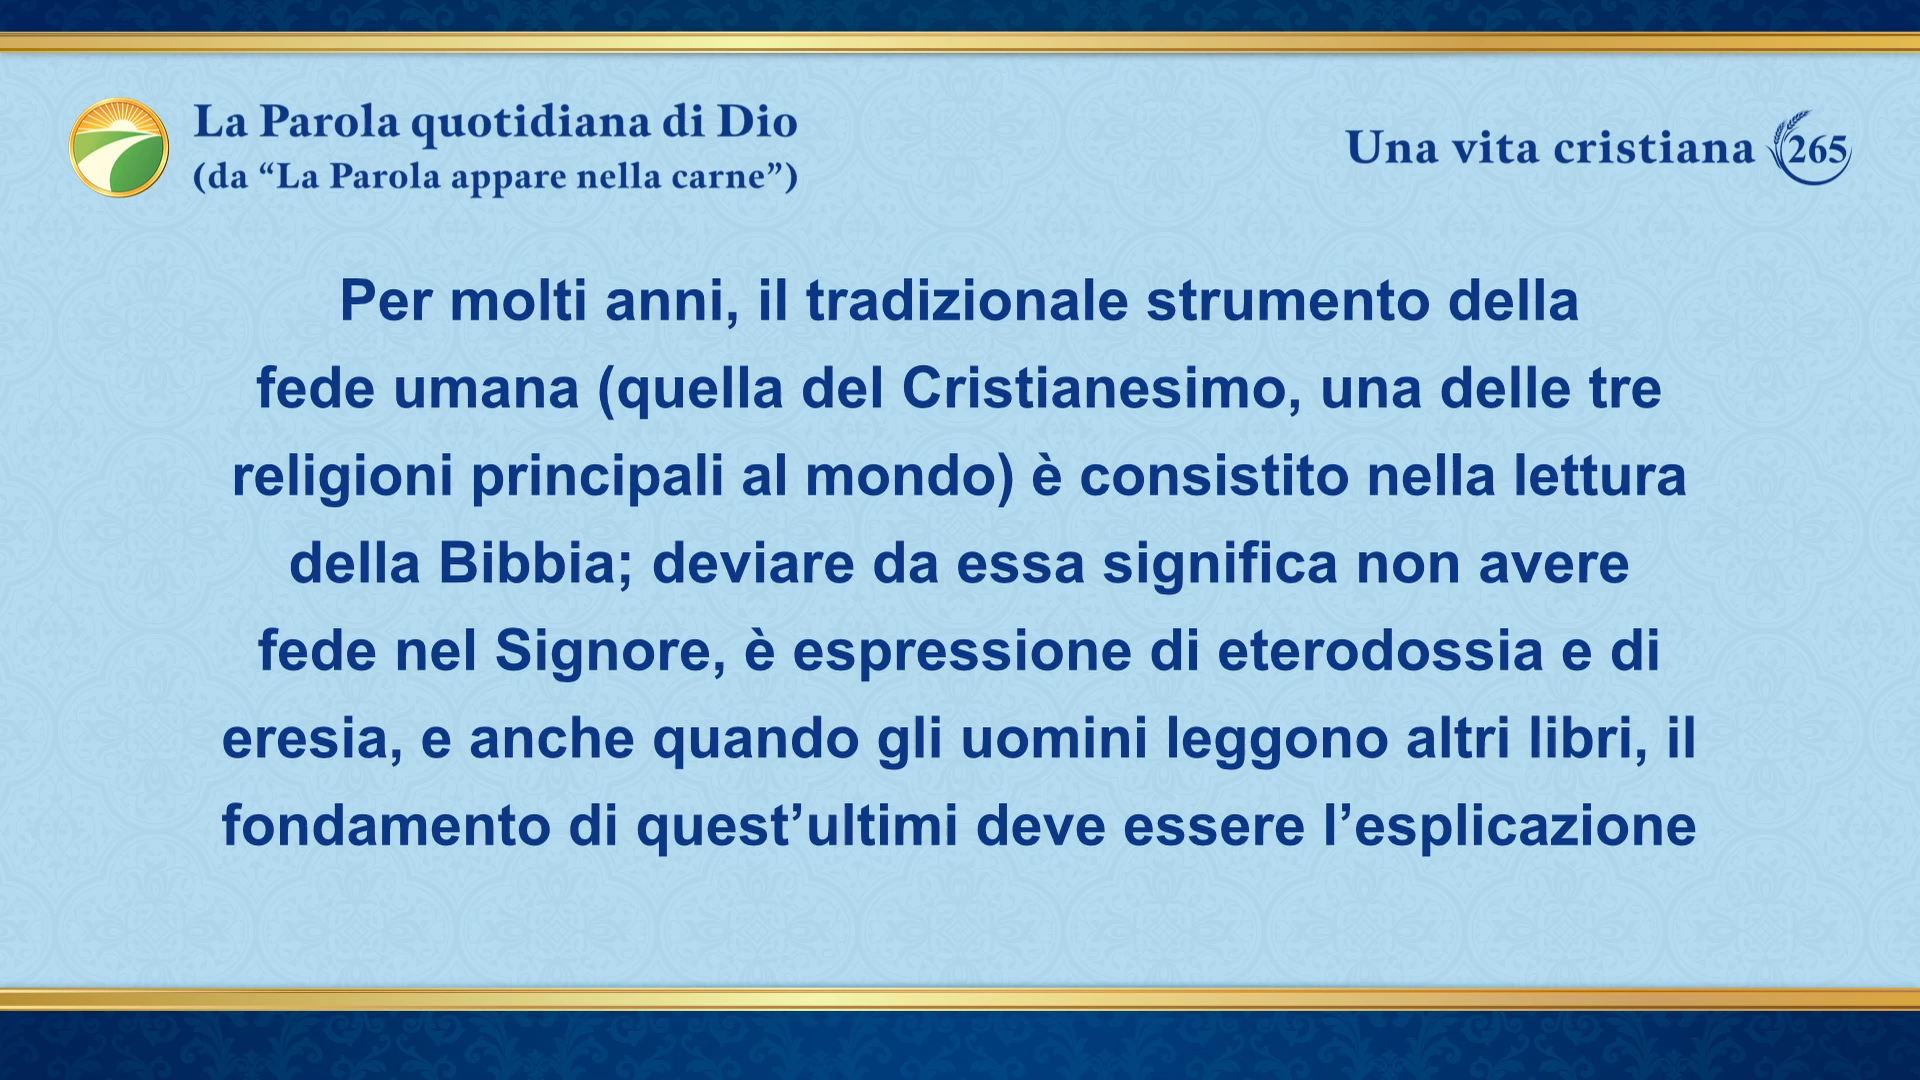 La Parola quotidiana di Dio
(da “La Parola appare nella carne”)
Una vita cristiana 265
Per molti anni, il tradizionale strumento della
fede umana (quella del Cristianesimo, una delle tre
religioni principali al mondo) è consistito nella lettura
della Bibbia; deviare da essa significa non avere
fede nel Signore, è espressione di eterodossia e di
eresia, e anche quando gli uomini leggono altri libri, il
fondamento di quest’ultimi deve essere l’esplicazione